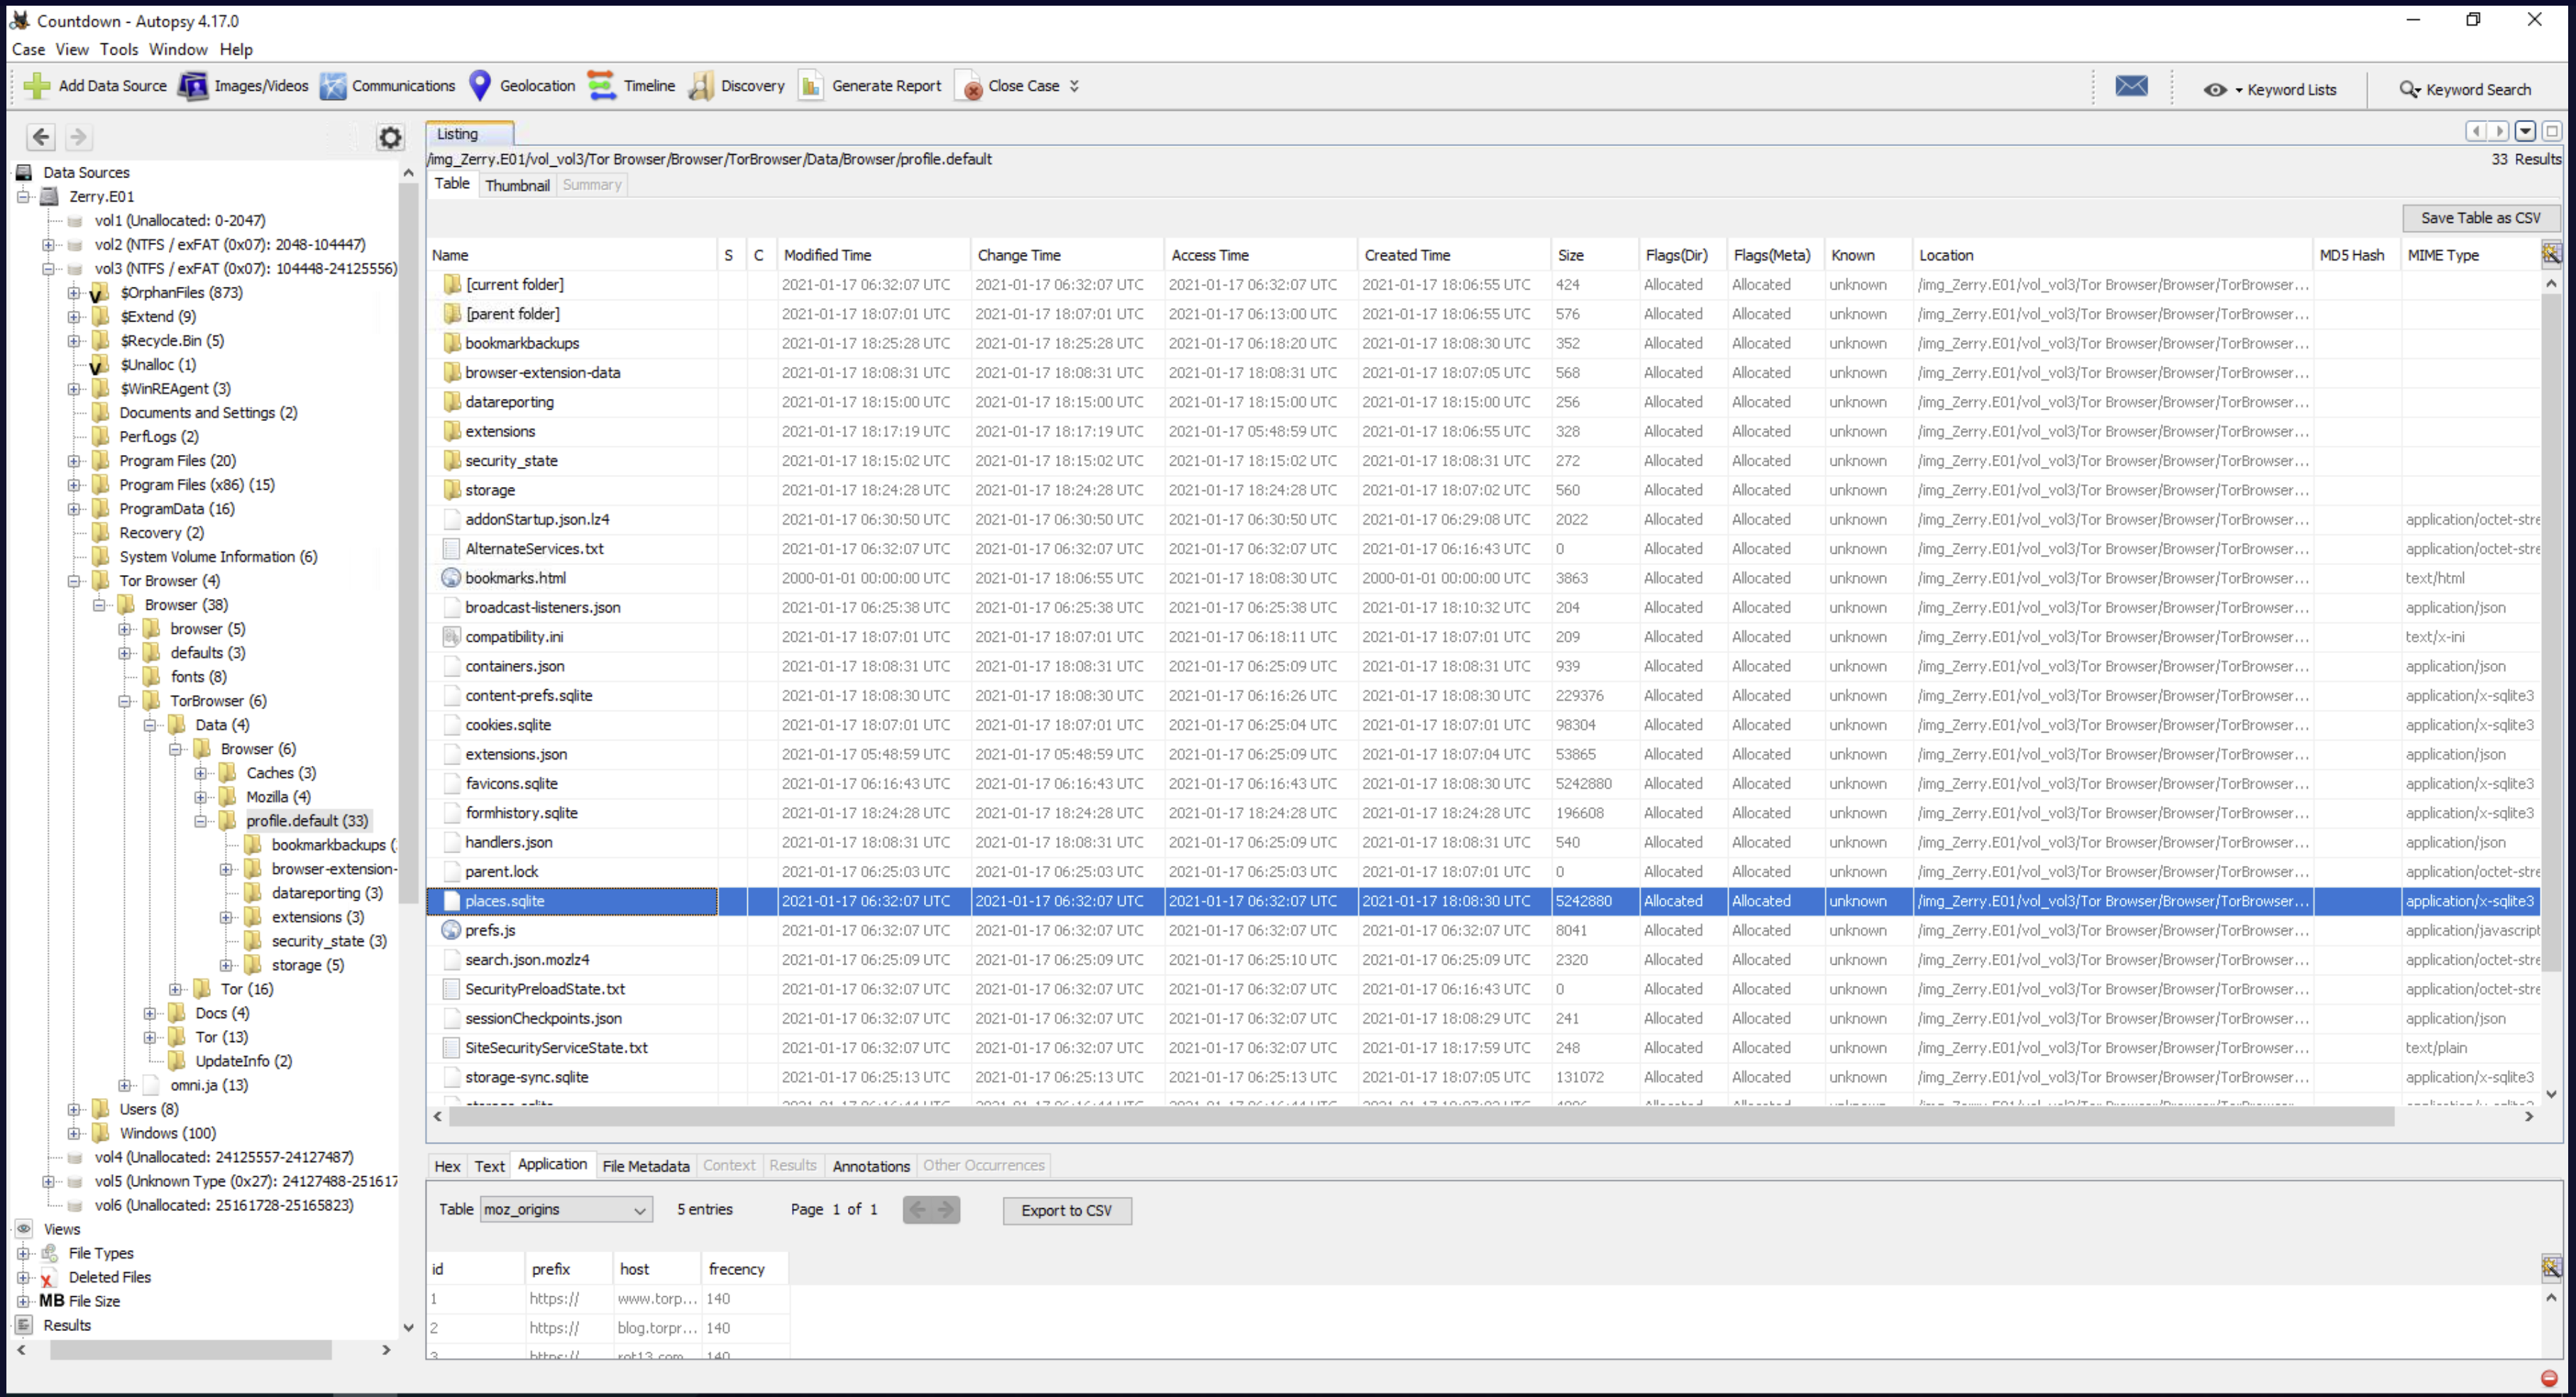 Countdown - Autopsy 4.17.0
Case View Tools Window Help
Add Data Source Images/Videos Communications Geolocation Timeline Discovery Generate Report Close Case Keyword Lists Keyword Search
Data Sources
Zerry.E01
vol1 (Unallocated: 0-2047)
vol2 (NTFS / exFAT (0x07): 2048-104447)
vol3 (NTFS / exFAT (0x07): 104448-24125556)
$OrphanFiles (873)
$Extend (9)
$Recycle.Bin (5)
$Unalloc (1)
$WinREAgent (3)
Documents and Settings (2)
PerfLogs (2)
Program Files (20)
Program Files (x86) (15)
ProgramData (16)
Recovery (2)
System Volume Information (6)
Tor Browser (4)
Browser (38)
browser (5)
defaults (3)
fonts (8)
TorBrowser (6)
Data (4)
Browser (6)
Caches (3)
Mozilla (4)
profile.default (33)
bookmarkbackups (
browser-extension-
datareporting (3)
extensions (3)
security_state (3)
storage (5)
Tor (16)
Docs (4)
Tor (13)
UpdateInfo (2)
omni.ja (13)
Users (8)
Windows (100)
vol4 (Unallocated: 24125557-24127487)
vol5 (Unknown Type (0x27): 24127488-251617
vol6 (Unallocated: 25161728-25165823)
Views
File Types
Deleted Files
MB File Size
Results
Listing
/img_Zerry.E01/vol_vol3/Tor Browser/Browser/TorBrowser/Data/Browser/profile.default 33 Results
Table Thumbnail Summary
Save Table as CSV
Name S C Modified Time Change Time Access Time Created Time Size Flags(Dir) Flags(Meta) Known Location MD5 Hash MIME Type
[current folder] 2021-01-17 06:32:07 UTC 2021-01-17 06:32:07 UTC 2021-01-17 06:32:07 UTC 2021-01-17 18:06:55 UTC 424 Allocated Allocated unknown /img_Zerry.E01/vol_vol3/Tor Browser/Browser/TorBrowser...
[parent folder] 2021-01-17 18:07:01 UTC 2021-01-17 18:07:01 UTC 2021-01-17 06:13:00 UTC 2021-01-17 18:06:55 UTC 576 Allocated Allocated unknown /img_Zerry.E01/vol_vol3/Tor Browser/Browser/TorBrowser...
bookmarkbackups 2021-01-17 18:25:28 UTC 2021-01-17 18:25:28 UTC 2021-01-17 06:18:20 UTC 2021-01-17 18:08:30 UTC 352 Allocated Allocated unknown /img_Zerry.E01/vol_vol3/Tor Browser/Browser/TorBrowser...
browser-extension-data 2021-01-17 18:08:31 UTC 2021-01-17 18:08:31 UTC 2021-01-17 18:08:31 UTC 2021-01-17 18:07:05 UTC 568 Allocated Allocated unknown /img_Zerry.E01/vol_vol3/Tor Browser/Browser/TorBrowser...
datareporting 2021-01-17 18:15:00 UTC 2021-01-17 18:15:00 UTC 2021-01-17 18:15:00 UTC 2021-01-17 18:15:00 UTC 256 Allocated Allocated unknown /img_Zerry.E01/vol_vol3/Tor Browser/Browser/TorBrowser...
extensions 2021-01-17 18:17:19 UTC 2021-01-17 18:17:19 UTC 2021-01-17 05:48:59 UTC 2021-01-17 18:06:55 UTC 328 Allocated Allocated unknown /img_Zerry.E01/vol_vol3/Tor Browser/Browser/TorBrowser...
security_state 2021-01-17 18:15:02 UTC 2021-01-17 18:15:02 UTC 2021-01-17 18:15:02 UTC 2021-01-17 18:08:31 UTC 272 Allocated Allocated unknown /img_Zerry.E01/vol_vol3/Tor Browser/Browser/TorBrowser...
storage 2021-01-17 18:24:28 UTC 2021-01-17 18:24:28 UTC 2021-01-17 18:24:28 UTC 2021-01-17 18:07:02 UTC 560 Allocated Allocated unknown /img_Zerry.E01/vol_vol3/Tor Browser/Browser/TorBrowser...
addonStartup.json.lz4 2021-01-17 06:30:50 UTC 2021-01-17 06:30:50 UTC 2021-01-17 06:30:50 UTC 2021-01-17 06:29:08 UTC 2022 Allocated Allocated unknown /img_Zerry.E01/vol_vol3/Tor Browser/Browser/TorBrowser... application/octet-stre
AlternateServices.txt 2021-01-17 06:32:07 UTC 2021-01-17 06:32:07 UTC 2021-01-17 06:32:07 UTC 2021-01-17 06:16:43 UTC 0 Allocated Allocated unknown /img_Zerry.E01/vol_vol3/Tor Browser/Browser/TorBrowser... application/octet-stre
bookmarks.html 2000-01-01 00:00:00 UTC 2021-01-17 18:06:55 UTC 2021-01-17 18:08:30 UTC 2000-01-01 00:00:00 UTC 3863 Allocated Allocated unknown /img_Zerry.E01/vol_vol3/Tor Browser/Browser/TorBrowser... text/html
broadcast-listeners.json 2021-01-17 06:25:38 UTC 2021-01-17 06:25:38 UTC 2021-01-17 06:25:38 UTC 2021-01-17 18:10:32 UTC 204 Allocated Allocated unknown /img_Zerry.E01/vol_vol3/Tor Browser/Browser/TorBrowser... application/json
compatibility.ini 2021-01-17 18:07:01 UTC 2021-01-17 18:07:01 UTC 2021-01-17 06:18:11 UTC 2021-01-17 18:07:01 UTC 209 Allocated Allocated unknown /img_Zerry.E01/vol_vol3/Tor Browser/Browser/TorBrowser... text/x-ini
containers.json 2021-01-17 18:08:31 UTC 2021-01-17 18:08:31 UTC 2021-01-17 06:25:09 UTC 2021-01-17 18:08:31 UTC 939 Allocated Allocated unknown /img_Zerry.E01/vol_vol3/Tor Browser/Browser/TorBrowser... application/json
content-prefs.sqlite 2021-01-17 18:08:30 UTC 2021-01-17 18:08:30 UTC 2021-01-17 06:16:26 UTC 2021-01-17 18:08:30 UTC 229376 Allocated Allocated unknown /img_Zerry.E01/vol_vol3/Tor Browser/Browser/TorBrowser... application/x-sqlite3
cookies.sqlite 2021-01-17 18:07:01 UTC 2021-01-17 18:07:01 UTC 2021-01-17 06:25:04 UTC 2021-01-17 18:07:01 UTC 98304 Allocated Allocated unknown /img_Zerry.E01/vol_vol3/Tor Browser/Browser/TorBrowser... application/x-sqlite3
extensions.json 2021-01-17 05:48:59 UTC 2021-01-17 05:48:59 UTC 2021-01-17 06:25:09 UTC 2021-01-17 18:07:04 UTC 53865 Allocated Allocated unknown /img_Zerry.E01/vol_vol3/Tor Browser/Browser/TorBrowser... application/json
favicons.sqlite 2021-01-17 06:16:43 UTC 2021-01-17 06:16:43 UTC 2021-01-17 06:16:43 UTC 2021-01-17 18:08:30 UTC 5242880 Allocated Allocated unknown /img_Zerry.E01/vol_vol3/Tor Browser/Browser/TorBrowser... application/x-sqlite3
formhistory.sqlite 2021-01-17 18:24:28 UTC 2021-01-17 18:24:28 UTC 2021-01-17 18:24:28 UTC 2021-01-17 18:24:28 UTC 196608 Allocated Allocated unknown /img_Zerry.E01/vol_vol3/Tor Browser/Browser/TorBrowser... application/x-sqlite3
handlers.json 2021-01-17 18:08:31 UTC 2021-01-17 18:08:31 UTC 2021-01-17 06:25:09 UTC 2021-01-17 18:08:31 UTC 540 Allocated Allocated unknown /img_Zerry.E01/vol_vol3/Tor Browser/Browser/TorBrowser... application/json
parent.lock 2021-01-17 06:25:03 UTC 2021-01-17 06:25:03 UTC 2021-01-17 06:25:03 UTC 2021-01-17 18:07:01 UTC 0 Allocated Allocated unknown /img_Zerry.E01/vol_vol3/Tor Browser/Browser/TorBrowser... application/octet-stre
places.sqlite 2021-01-17 06:32:07 UTC 2021-01-17 06:32:07 UTC 2021-01-17 06:32:07 UTC 2021-01-17 18:08:30 UTC 5242880 Allocated Allocated unknown /img_Zerry.E01/vol_vol3/Tor Browser/Browser/TorBrowser... application/x-sqlite3
prefs.js 2021-01-17 06:32:07 UTC 2021-01-17 06:32:07 UTC 2021-01-17 06:32:07 UTC 2021-01-17 06:32:07 UTC 8041 Allocated Allocated unknown /img_Zerry.E01/vol_vol3/Tor Browser/Browser/TorBrowser... application/javascript
search.json.mozlz4 2021-01-17 06:25:09 UTC 2021-01-17 06:25:09 UTC 2021-01-17 06:25:10 UTC 2021-01-17 06:25:09 UTC 2320 Allocated Allocated unknown /img_Zerry.E01/vol_vol3/Tor Browser/Browser/TorBrowser... application/octet-stre
SecurityPreloadState.txt 2021-01-17 06:32:07 UTC 2021-01-17 06:32:07 UTC 2021-01-17 06:32:07 UTC 2021-01-17 06:16:43 UTC 0 Allocated Allocated unknown /img_Zerry.E01/vol_vol3/Tor Browser/Browser/TorBrowser... application/octet-stre
sessionCheckpoints.json 2021-01-17 06:32:07 UTC 2021-01-17 06:32:07 UTC 2021-01-17 06:32:07 UTC 2021-01-17 18:08:29 UTC 241 Allocated Allocated unknown /img_Zerry.E01/vol_vol3/Tor Browser/Browser/TorBrowser... application/json
SiteSecurityServiceState.txt 2021-01-17 06:32:07 UTC 2021-01-17 06:32:07 UTC 2021-01-17 06:32:07 UTC 2021-01-17 18:17:59 UTC 248 Allocated Allocated unknown /img_Zerry.E01/vol_vol3/Tor Browser/Browser/TorBrowser... text/plain
storage-sync.sqlite 2021-01-17 06:25:13 UTC 2021-01-17 06:25:13 UTC 2021-01-17 06:25:13 UTC 2021-01-17 18:07:05 UTC 131072 Allocated Allocated unknown /img_Zerry.E01/vol_vol3/Tor Browser/Browser/TorBrowser... application/x-sqlite3
Hex Text Application File Metadata Context Results Annotations Other Occurrences
Table moz_origins 5 entries Page 1 of 1 Export to CSV
id prefix host frecency
1 https:// www.torp... 140
2 https:// blog.torpr... 140
3 https:// rot13.com 140